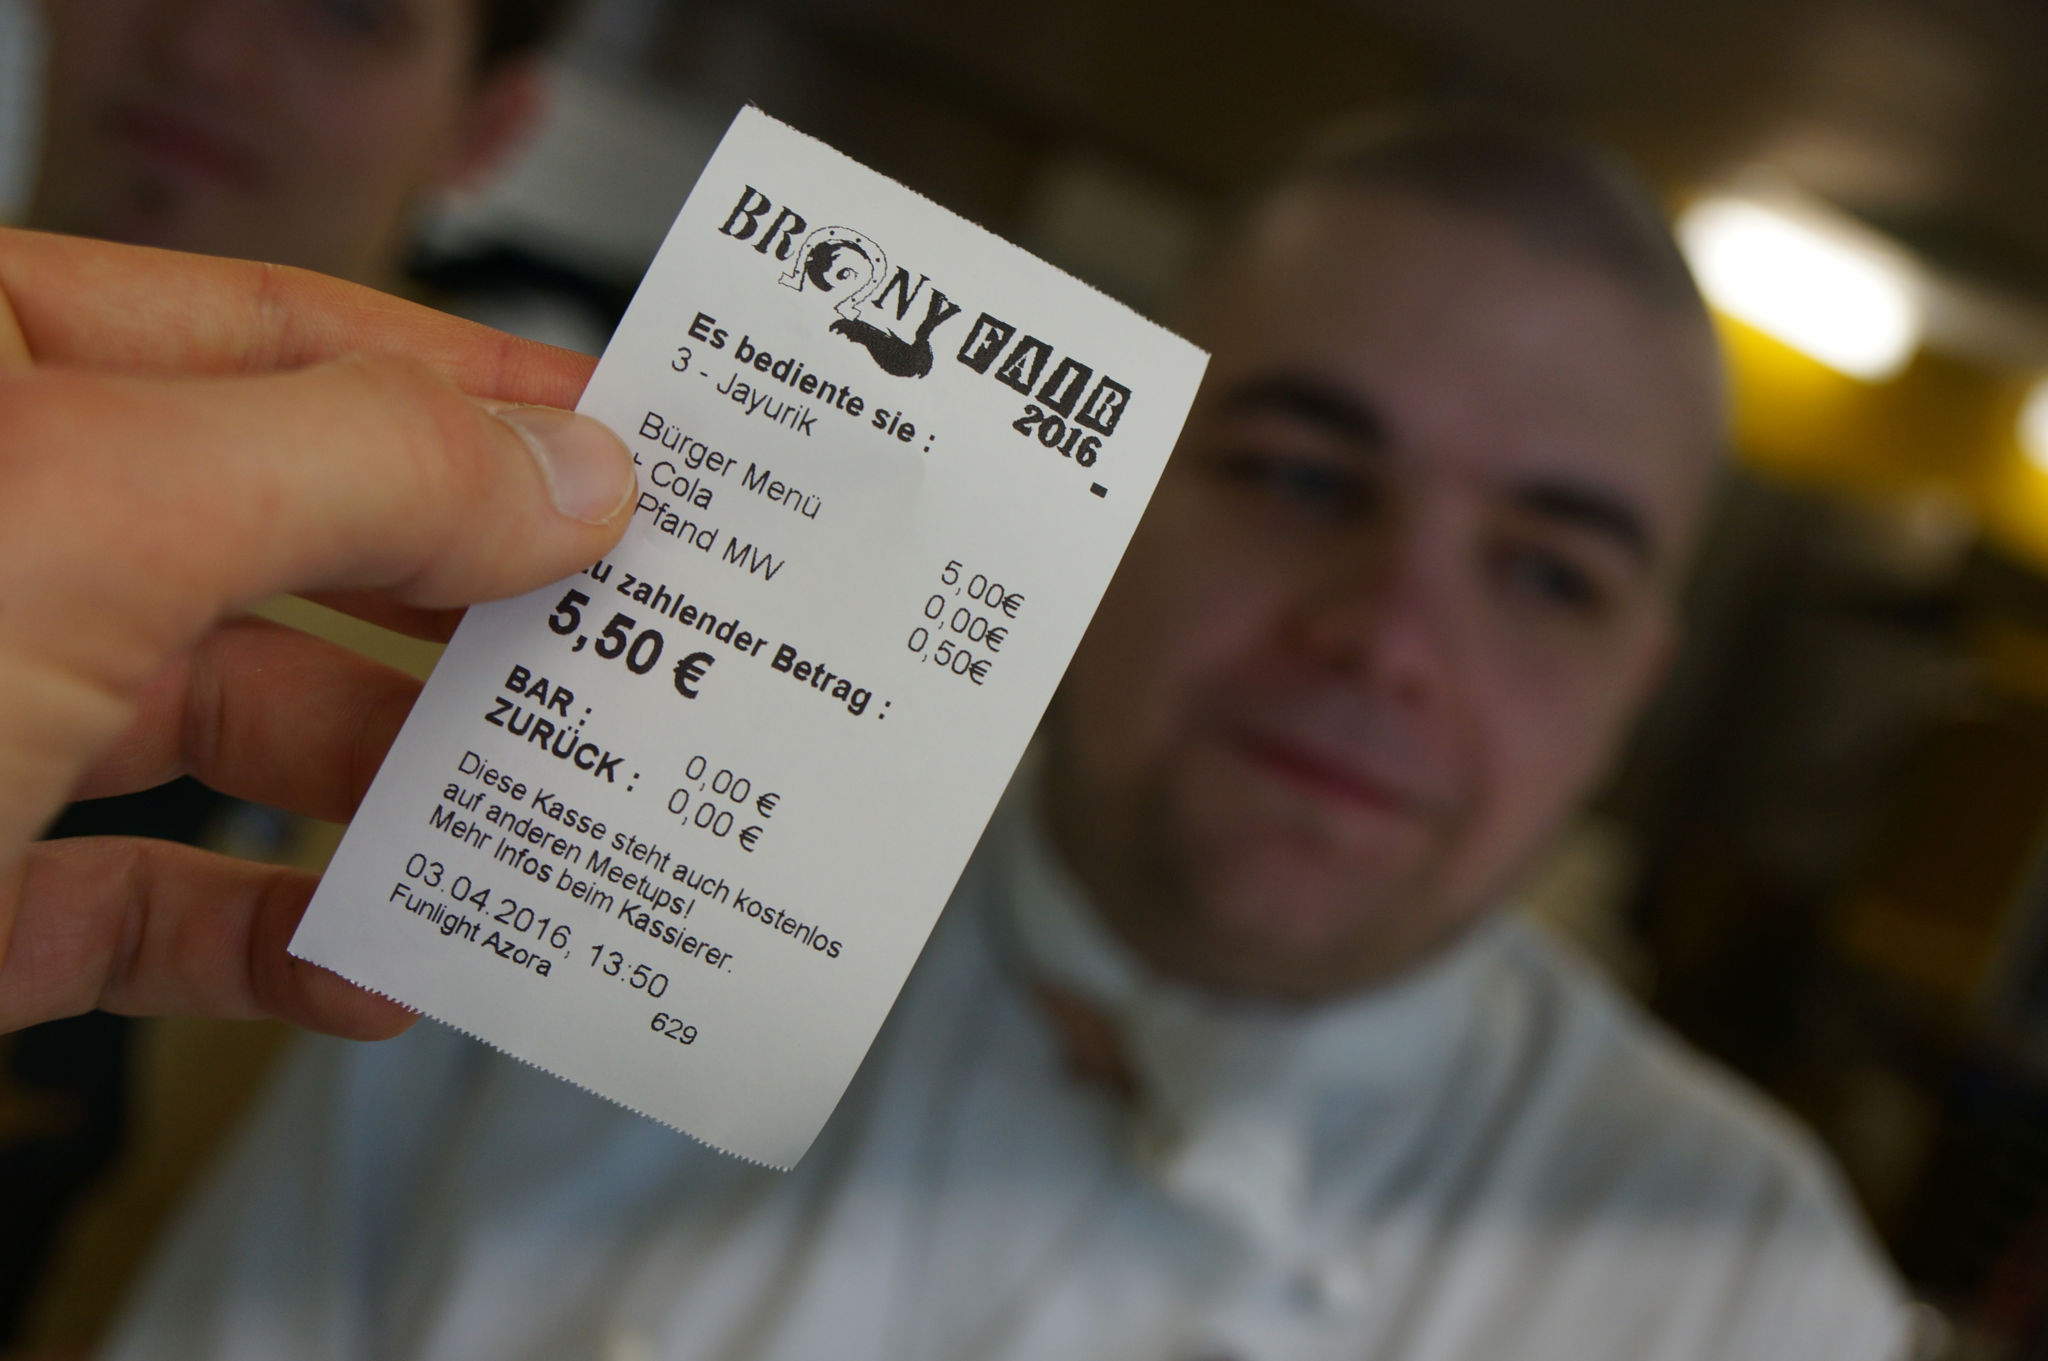 BRONY FAIR
2016
-
Es bediente sie :
3 - Jayurik
Bürger Menü 5,00€
+ Cola 0,00€
Pfand MW 0,50€
zu zahlender Betrag :
5,50 €
BAR : 0,00 €
ZURÜCK : 0,00 €
Diese Kasse steht auch kostenlos
auf anderen Meetups!
Mehr Infos beim Kassierer.
03.04.2016, 13:50
Funlight Azora 629